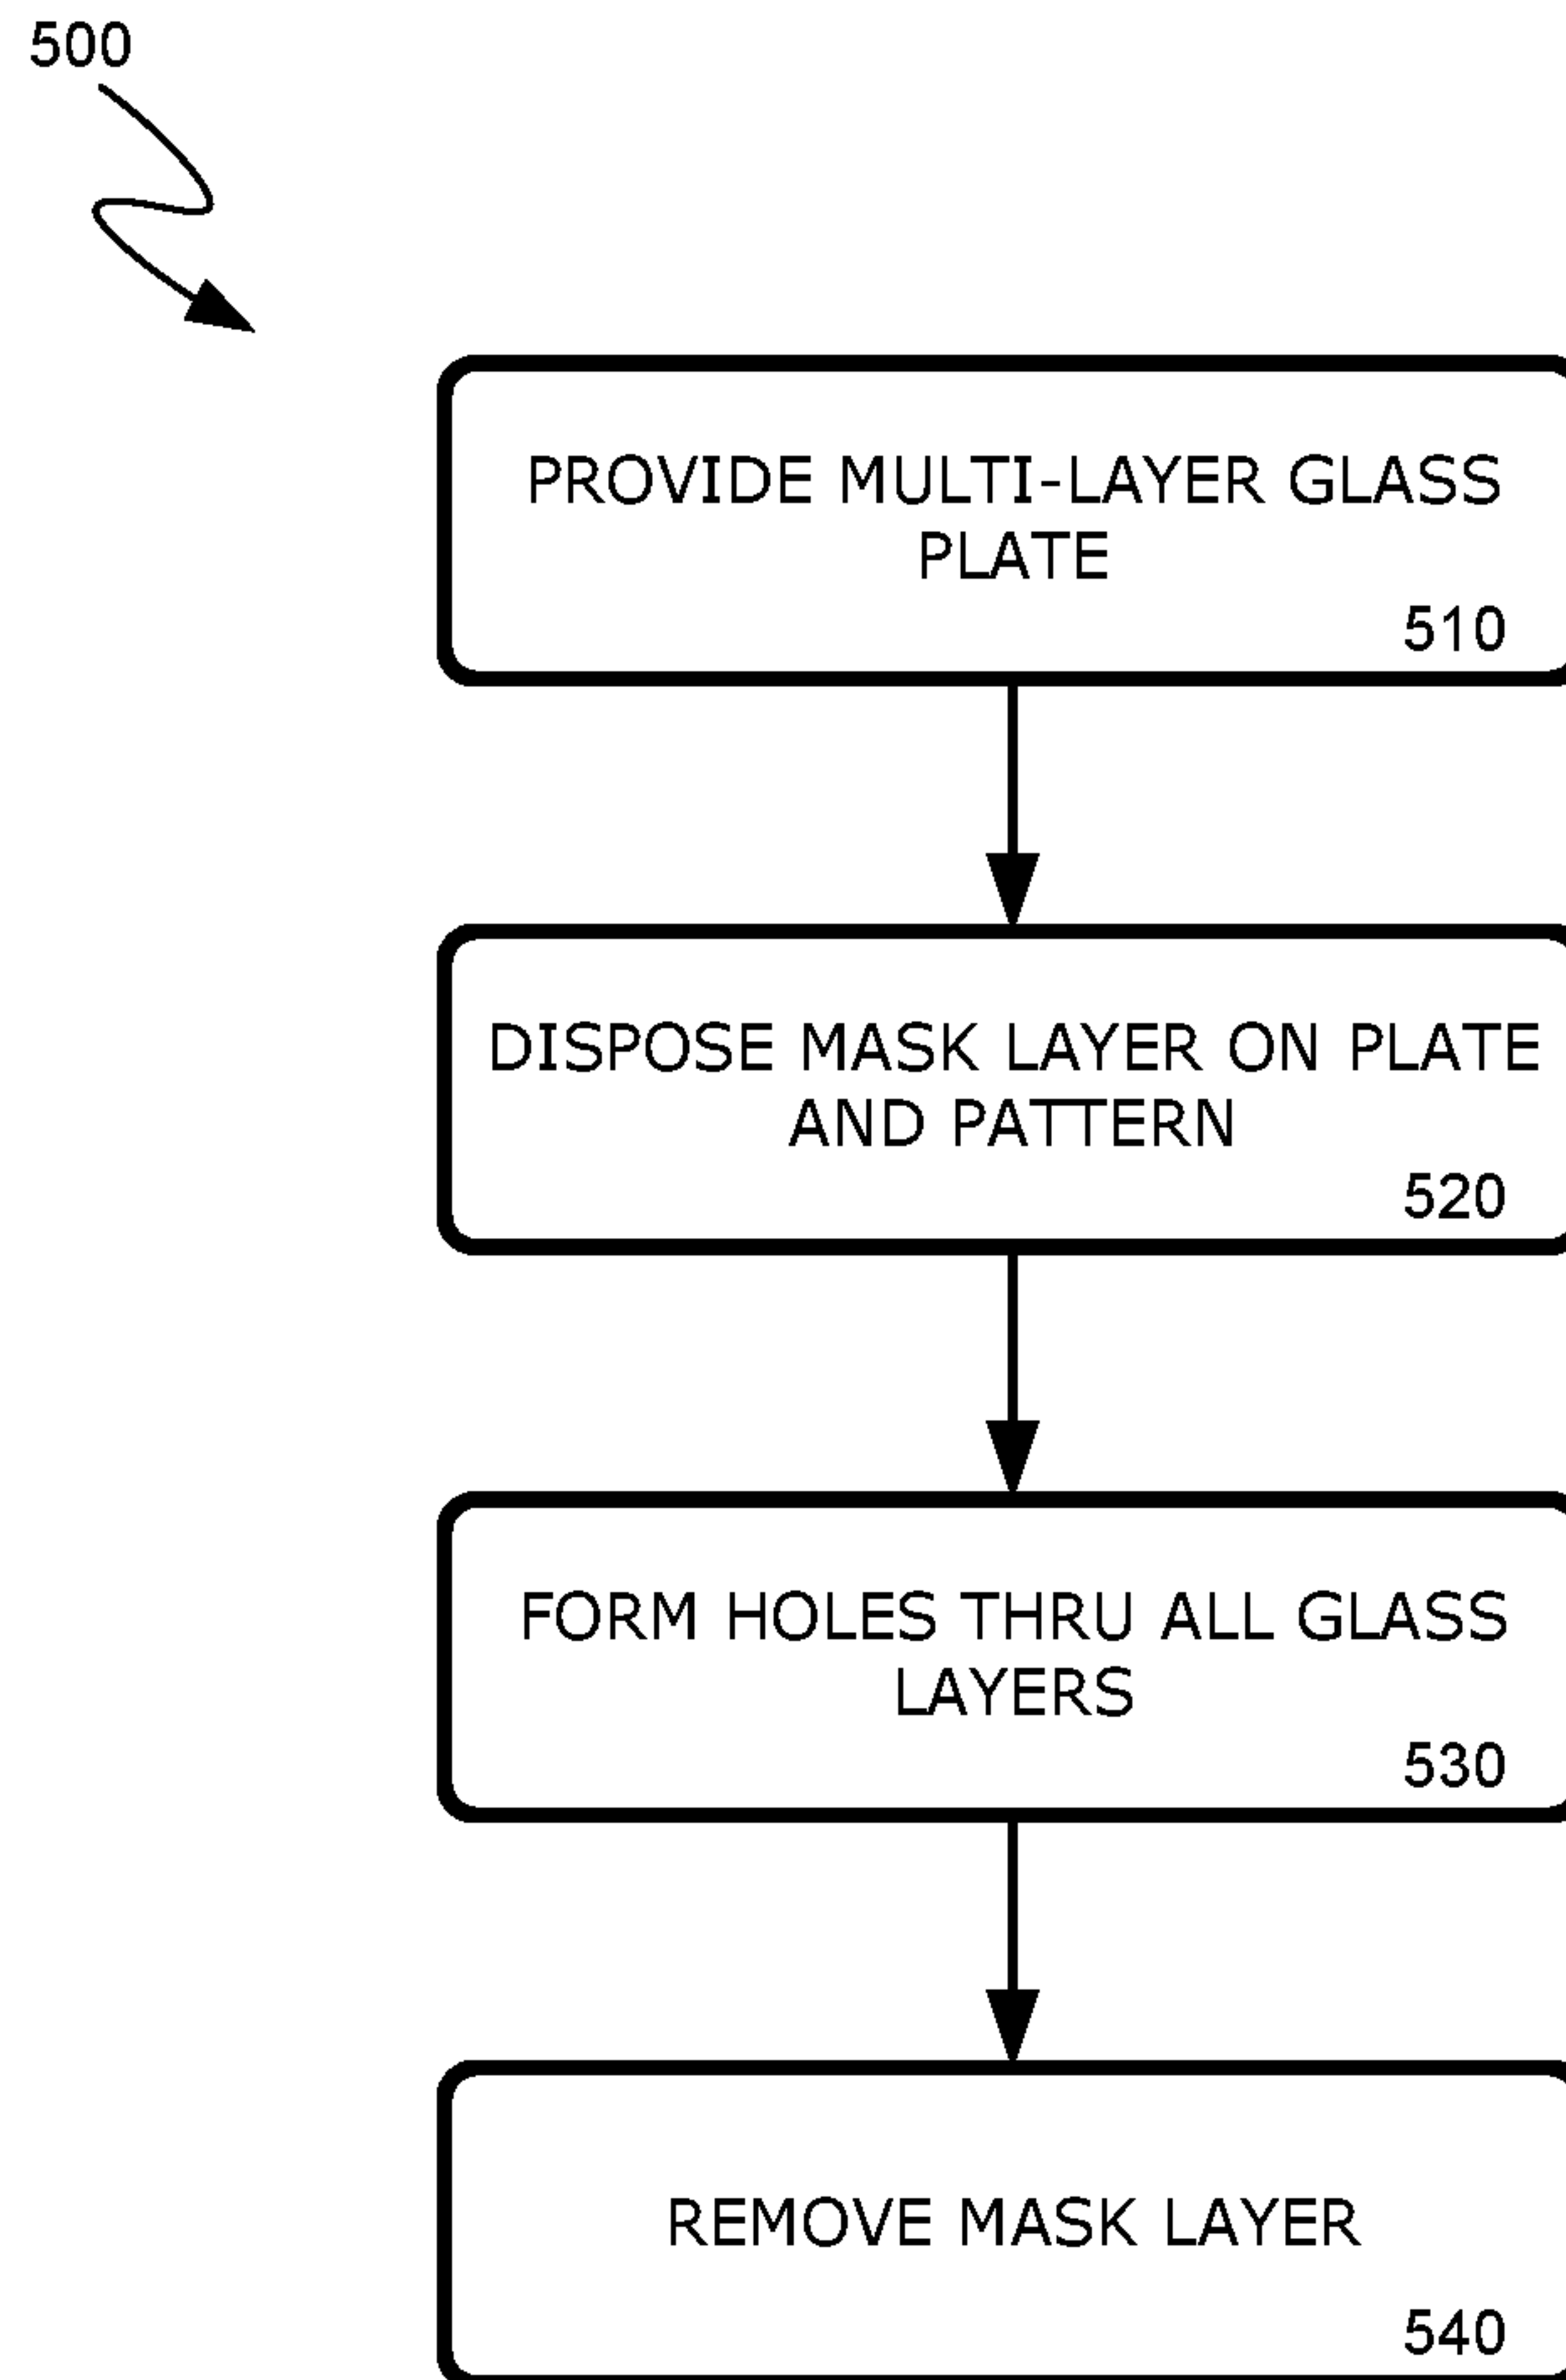 500
PROVIDE MULTI-LAYER GLASS
PLATE
510
DISPOSE MASK LAYER ON PLATE
AND PATTERN
520
FORM HOLES THRU ALL GLASS
LAYERS
530
REMOVE MASK LAYER
540